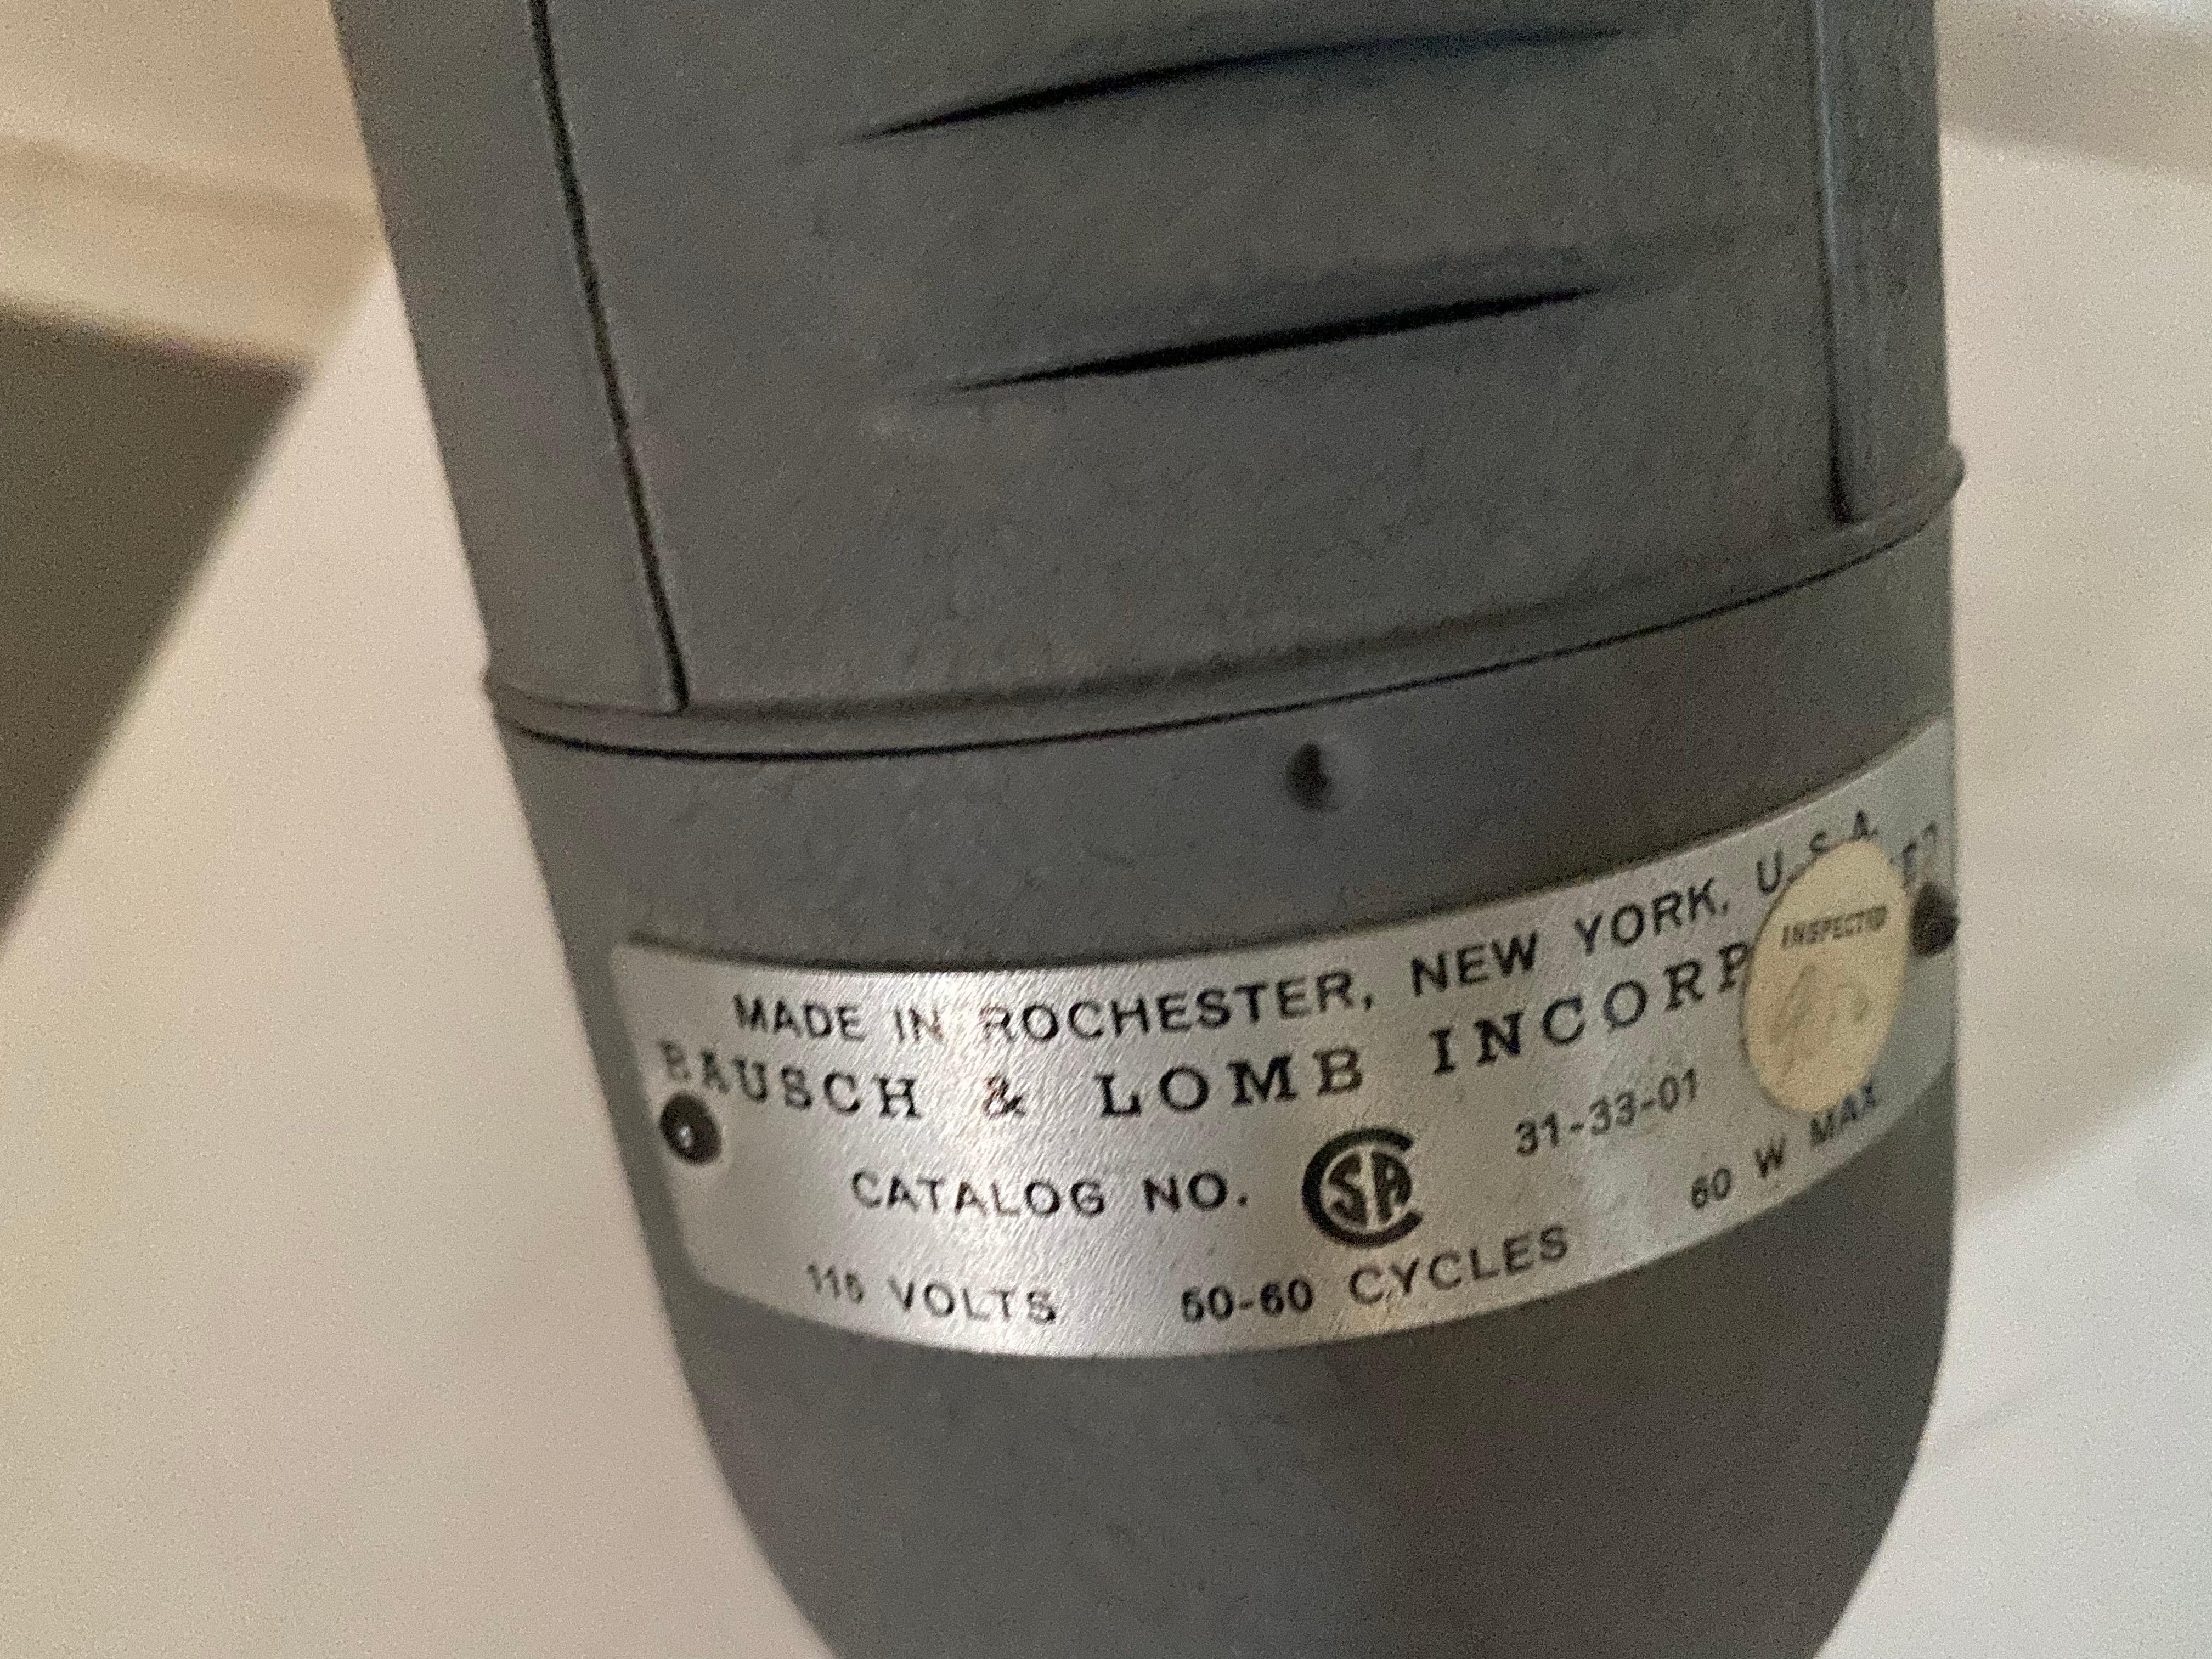 MADE IN ROCHESTER, NEW YORK, U.S.A.
BAUSCH & LOMB INCORP
INSPECTED
CATALOG NO. CSA 31-33-01
115 VOLTS 50-60 CYCLES 60 W MAX